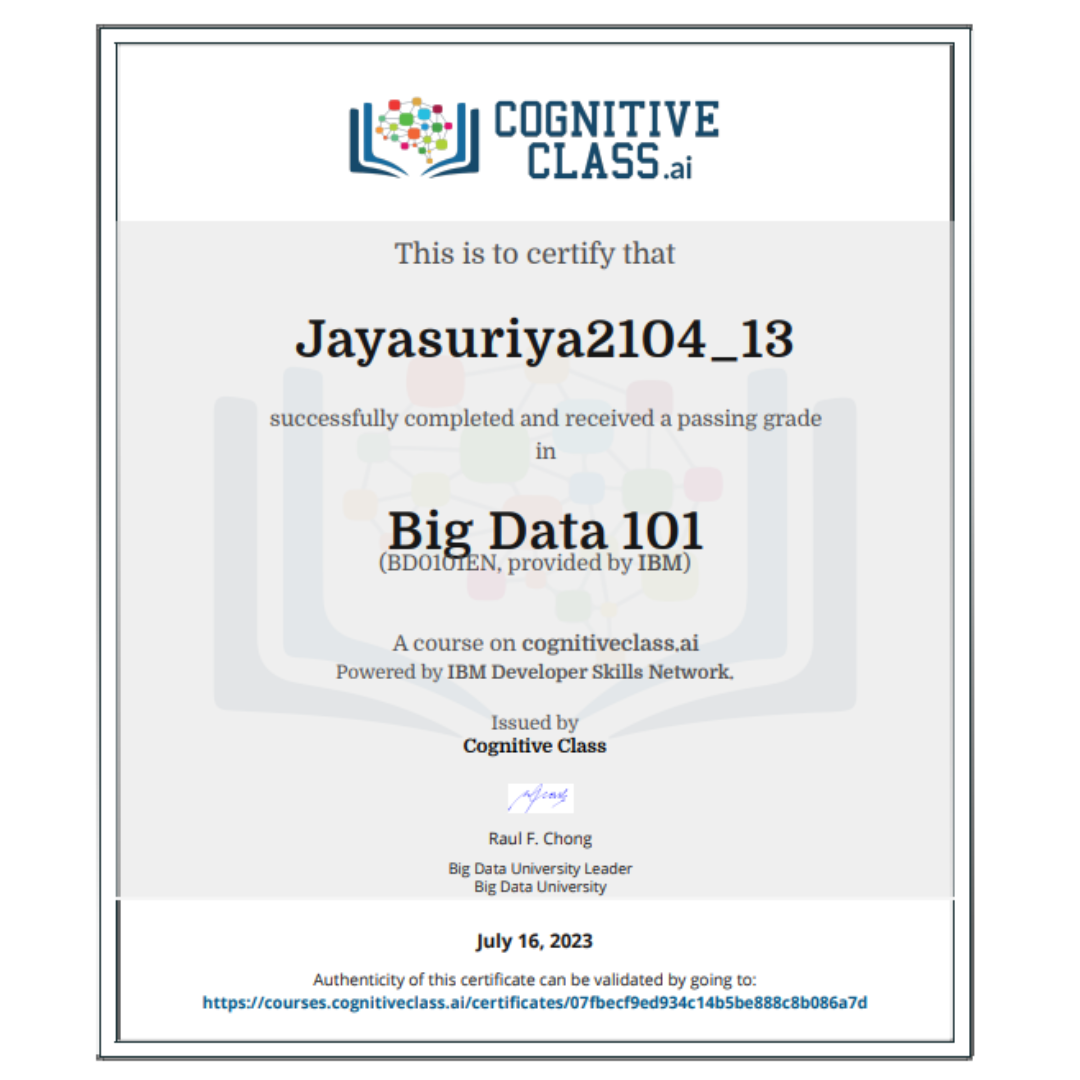 COGNITIVE
CLASS.ai
This is to certify that
Jayasuriya2104_13
successfully completed and received a passing grade
in
Big Data 101
(BD0101EN, provided by IBM)
A course on cognitiveclass.ai
Powered by IBM Developer Skills Network.
Issued by
Cognitive Class
Raul F. Chong
Big Data University Leader
Big Data University
July 16, 2023
Authenticity of this certificate can be validated by going to:
https://courses.cognitiveclass.ai/certificates/07fbecf9ed934c14b5be888c8b086a7d